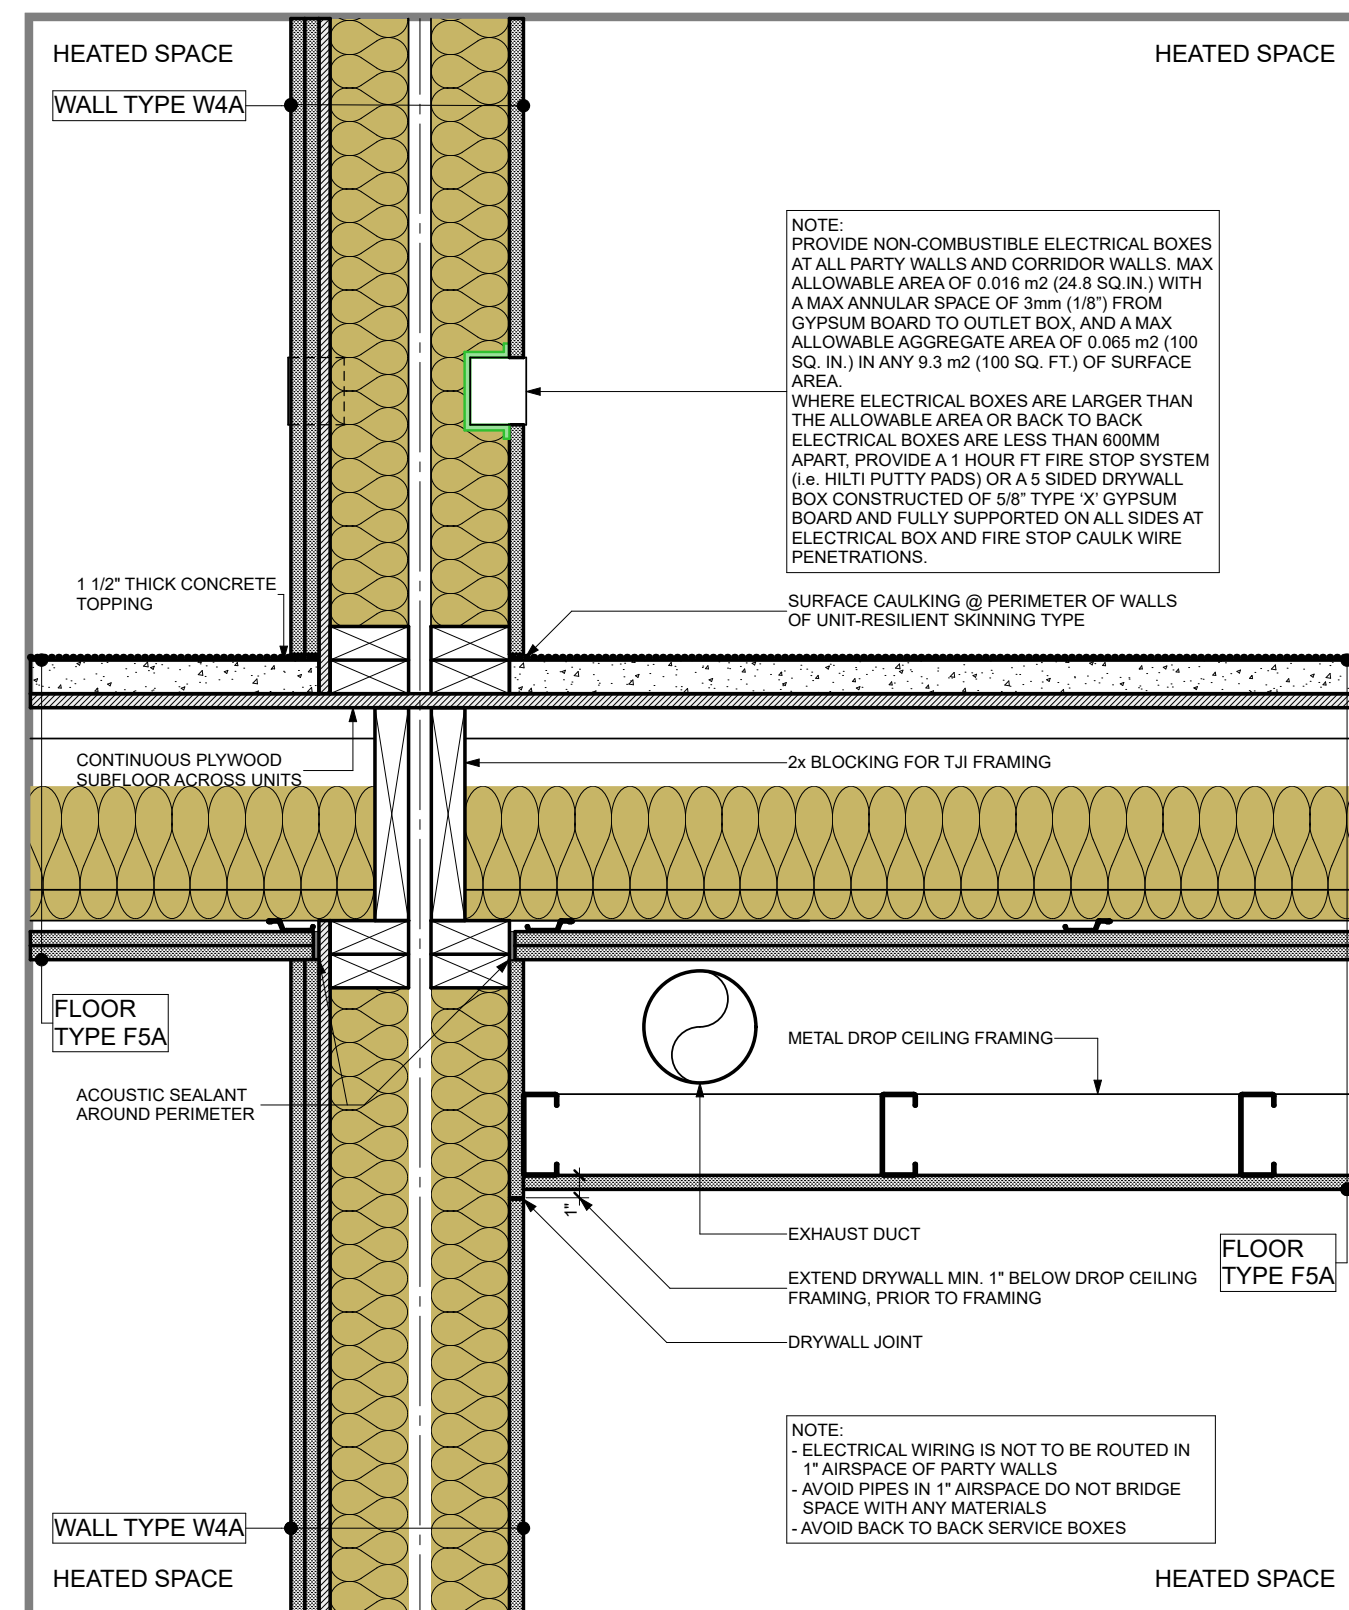 HEATED SPACE
HEATED SPACE
WALL TYPE W4A
NOTE:
PROVIDE NON-COMBUSTIBLE ELECTRICAL BOXES
AT ALL PARTY WALLS AND CORRIDOR WALLS. MAX
ALLOWABLE AREA OF 0.016 m2 (24.8 SQ.IN.) WITH
A MAX ANNULAR SPACE OF 3mm (1/8”) FROM
GYPSUM BOARD TO OUTLET BOX, AND A MAX
ALLOWABLE AGGREGATE AREA OF 0.065 m2 (100
SQ. IN.) IN ANY 9.3 m2 (100 SQ. FT.) OF SURFACE
AREA.
WHERE ELECTRICAL BOXES ARE LARGER THAN
THE ALLOWABLE AREA OR BACK TO BACK
ELECTRICAL BOXES ARE LESS THAN 600MM
APART, PROVIDE A 1 HOUR FT FIRE STOP SYSTEM
(i.e. HILTI PUTTY PADS) OR A 5 SIDED DRYWALL
BOX CONSTRUCTED OF 5/8” TYPE ‘X’ GYPSUM
BOARD AND FULLY SUPPORTED ON ALL SIDES AT
ELECTRICAL BOX AND FIRE STOP CAULK WIRE
PENETRATIONS.
1 1/2" THICK CONCRETE
TOPPING
SURFACE CAULKING @ PERIMETER OF WALLS
OF UNIT-RESILIENT SKINNING TYPE
CONTINUOUS PLYWOOD
SUBFLOOR ACROSS UNITS
2x BLOCKING FOR TJI FRAMING
FLOOR
TYPE F5A
METAL DROP CEILING FRAMING
ACOUSTIC SEALANT
AROUND PERIMETER
1"
EXHAUST DUCT
FLOOR
TYPE F5A
EXTEND DRYWALL MIN. 1" BELOW DROP CEILING
FRAMING, PRIOR TO FRAMING
DRYWALL JOINT
NOTE:
- ELECTRICAL WIRING IS NOT TO BE ROUTED IN
1" AIRSPACE OF PARTY WALLS
- AVOID PIPES IN 1" AIRSPACE DO NOT BRIDGE
SPACE WITH ANY MATERIALS
- AVOID BACK TO BACK SERVICE BOXES
WALL TYPE W4A
HEATED SPACE
HEATED SPACE